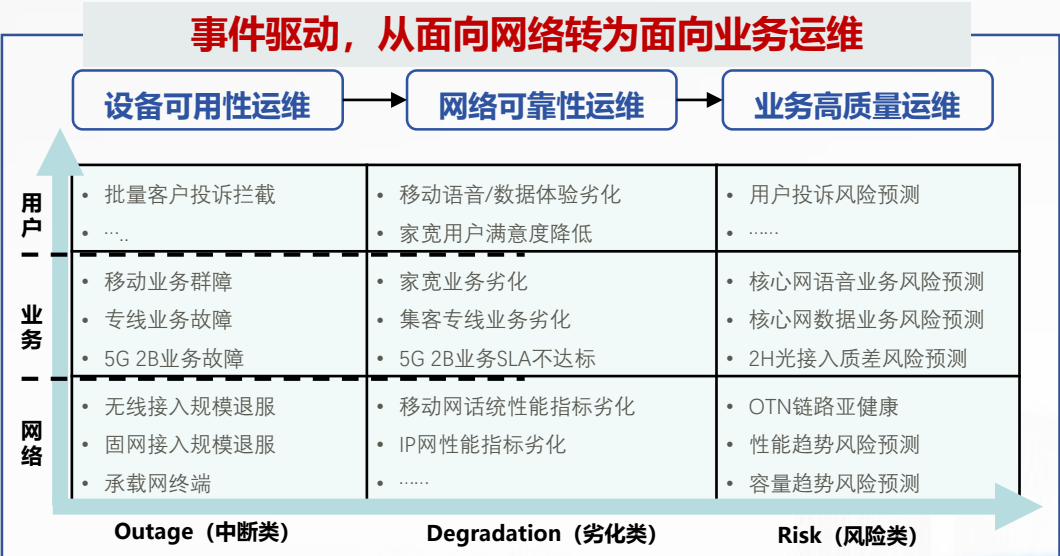 事件驱动，从面向网络转为面向业务运维
设备可用性运维
网络可靠性运维
业务高质量运维
用户
• 批量客户投诉拦截
• …..
• 移动语音/数据体验劣化
• 家宽用户满意度降低
• 用户投诉风险预测
• ……
业务
• 移动业务群障
• 专线业务故障
• 5G 2B业务故障
• 家宽业务劣化
• 集客专线业务劣化
• 5G 2B业务SLA不达标
• 核心网语音业务风险预测
• 核心网数据业务风险预测
• 2H光接入质差风险预测
网络
• 无线接入规模退服
• 固网接入规模退服
• 承载网终端
• 移动网话统性能指标劣化
• IP网性能指标劣化
• ……
• OTN链路亚健康
• 性能趋势风险预测
• 容量趋势风险预测
Outage（中断类）
Degradation（劣化类）
Risk（风险类）